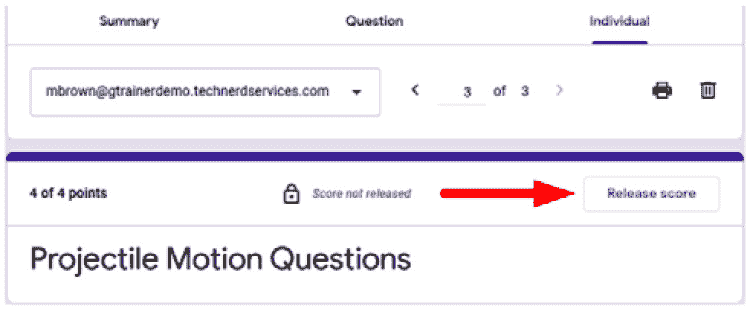 Summary Question Individual
mbrown@gtrainerdemo.technerdservices.com 3 of 3
4 of 4 points Score not released Release score
Projectile Motion Questions